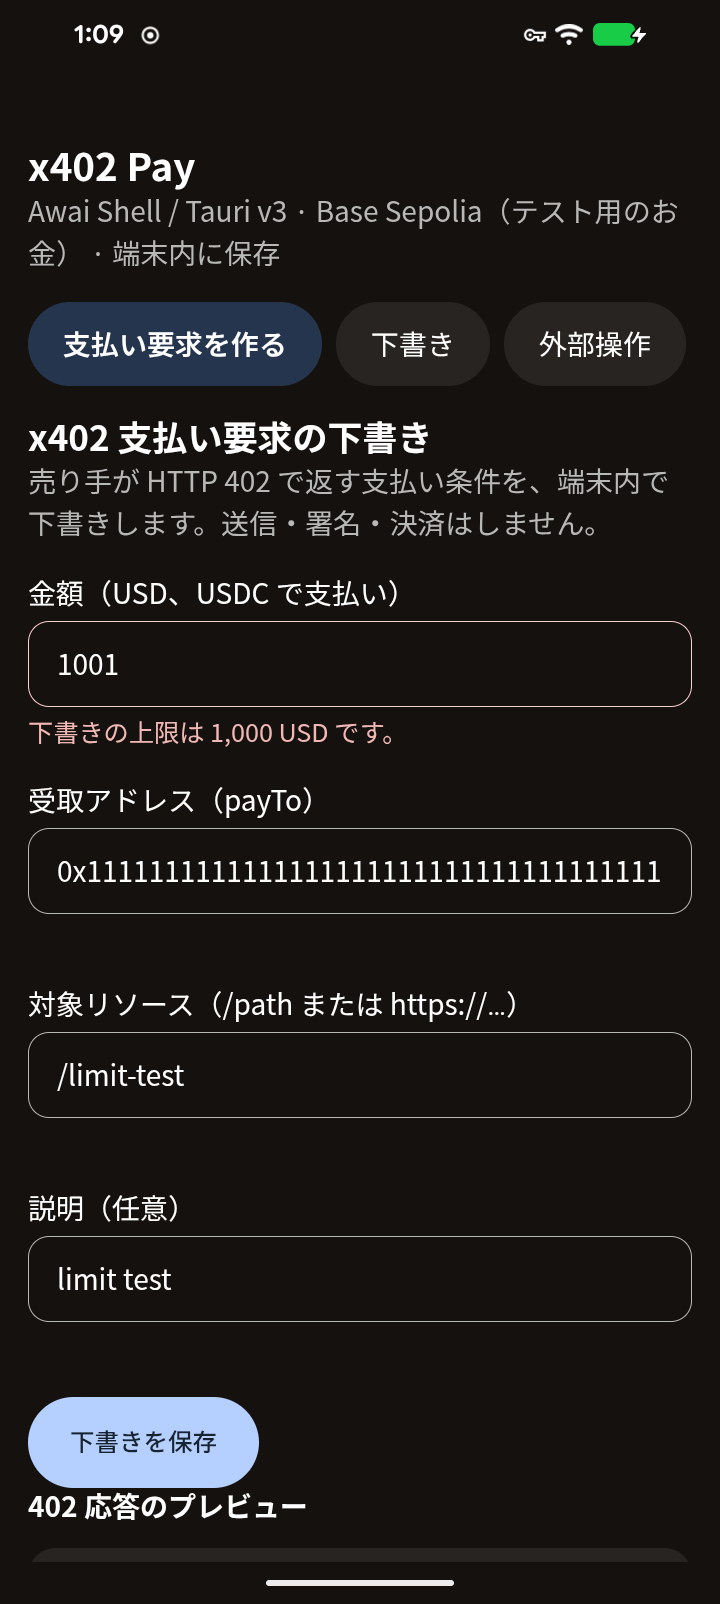 1:09
x402 Pay
Awai Shell / Tauri v3 · Base Sepolia（テスト用のお
金） · 端末内に保存
支払い要求を作る 下書き 外部操作
x402 支払い要求の下書き
売り手が HTTP 402 で返す支払い条件を、端末内で
下書きします。送信・署名・決済はしません。
金額（USD、USDC で支払い）
1001
下書きの上限は 1,000 USD です。
受取アドレス（payTo）
0x1111111111111111111111111111111111111111
対象リソース（/path または https://…）
/limit-test
説明（任意）
limit test
下書きを保存
402 応答のプレビュー